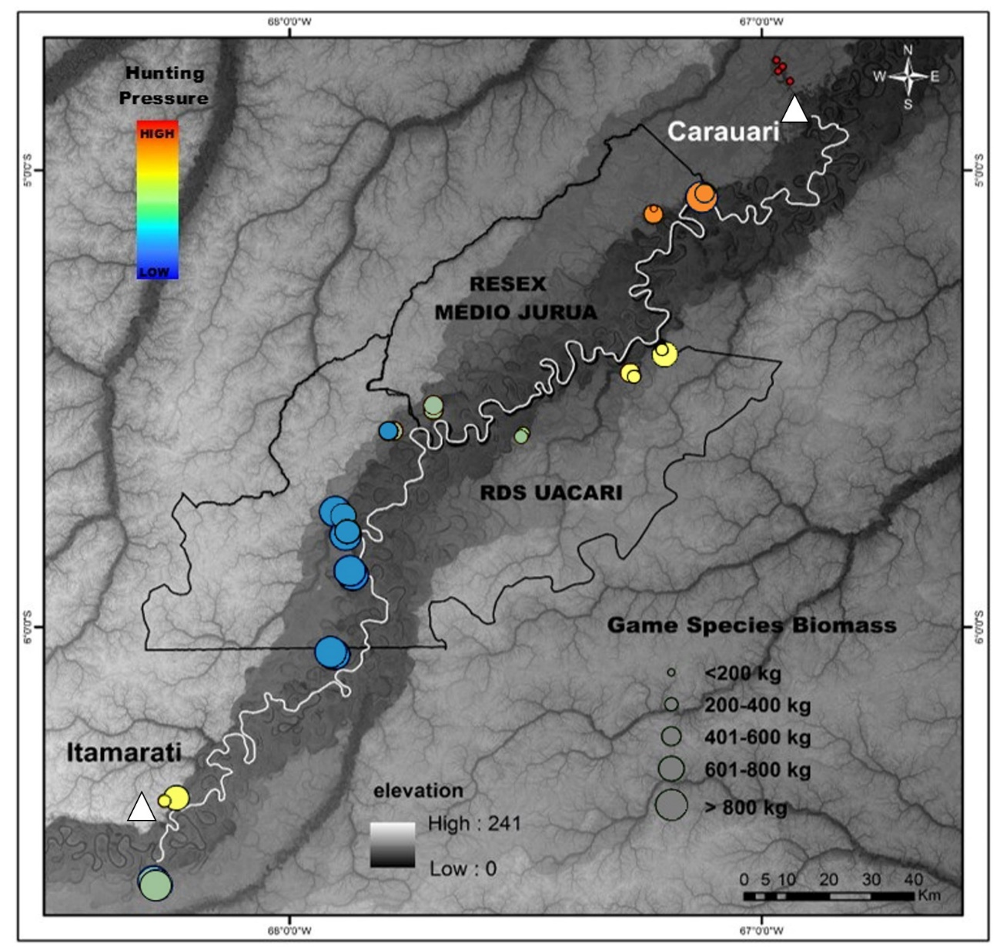 68°0'0"W
67°0'0"W
Hunting
Pressure
HIGH
LOW
N
W
E
S
Carauari
5°0'0"S
5°0'0"S
RESEX
MEDIO JURUA
RDS UACARI
6°0'0"S
6°0'0"S
Game Species Biomass
<200 kg
200-400 kg
401-600 kg
601-800 kg
> 800 kg
Itamarati
elevation
High : 241
Low : 0
0 5 10 20 30 40
Km
68°0'0"W
67°0'0"W